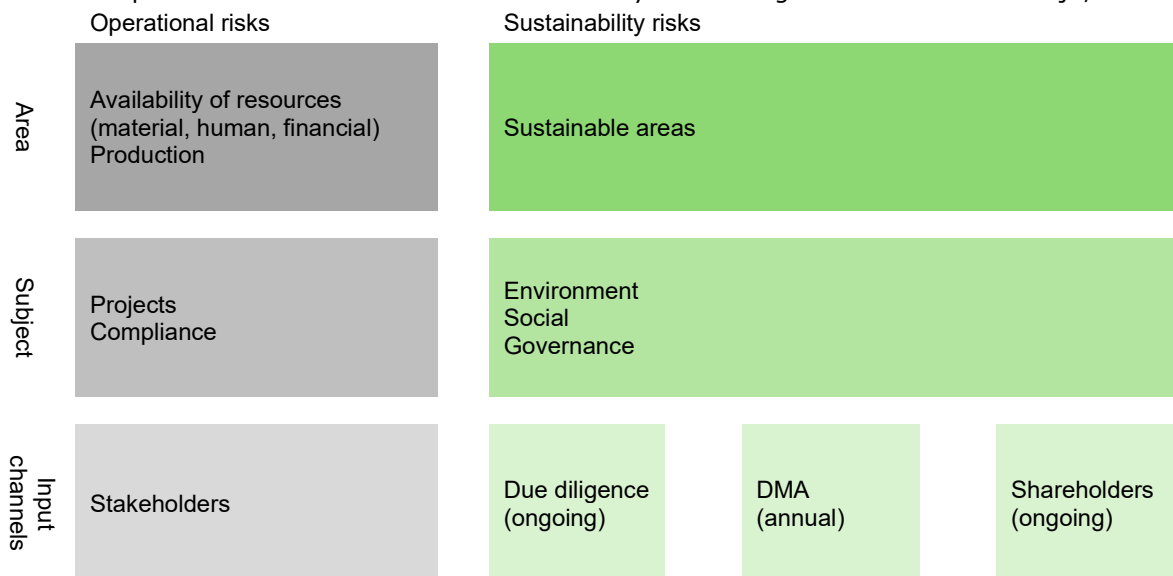 Operational risks
Sustainability risks
Area
Availability of resources
(material, human, financial)
Production
Sustainable areas
Subject
Projects
Compliance
Environment
Social
Governance
Input
channels
Stakeholders
Due diligence
(ongoing)
DMA
(annual)
Shareholders
(ongoing)